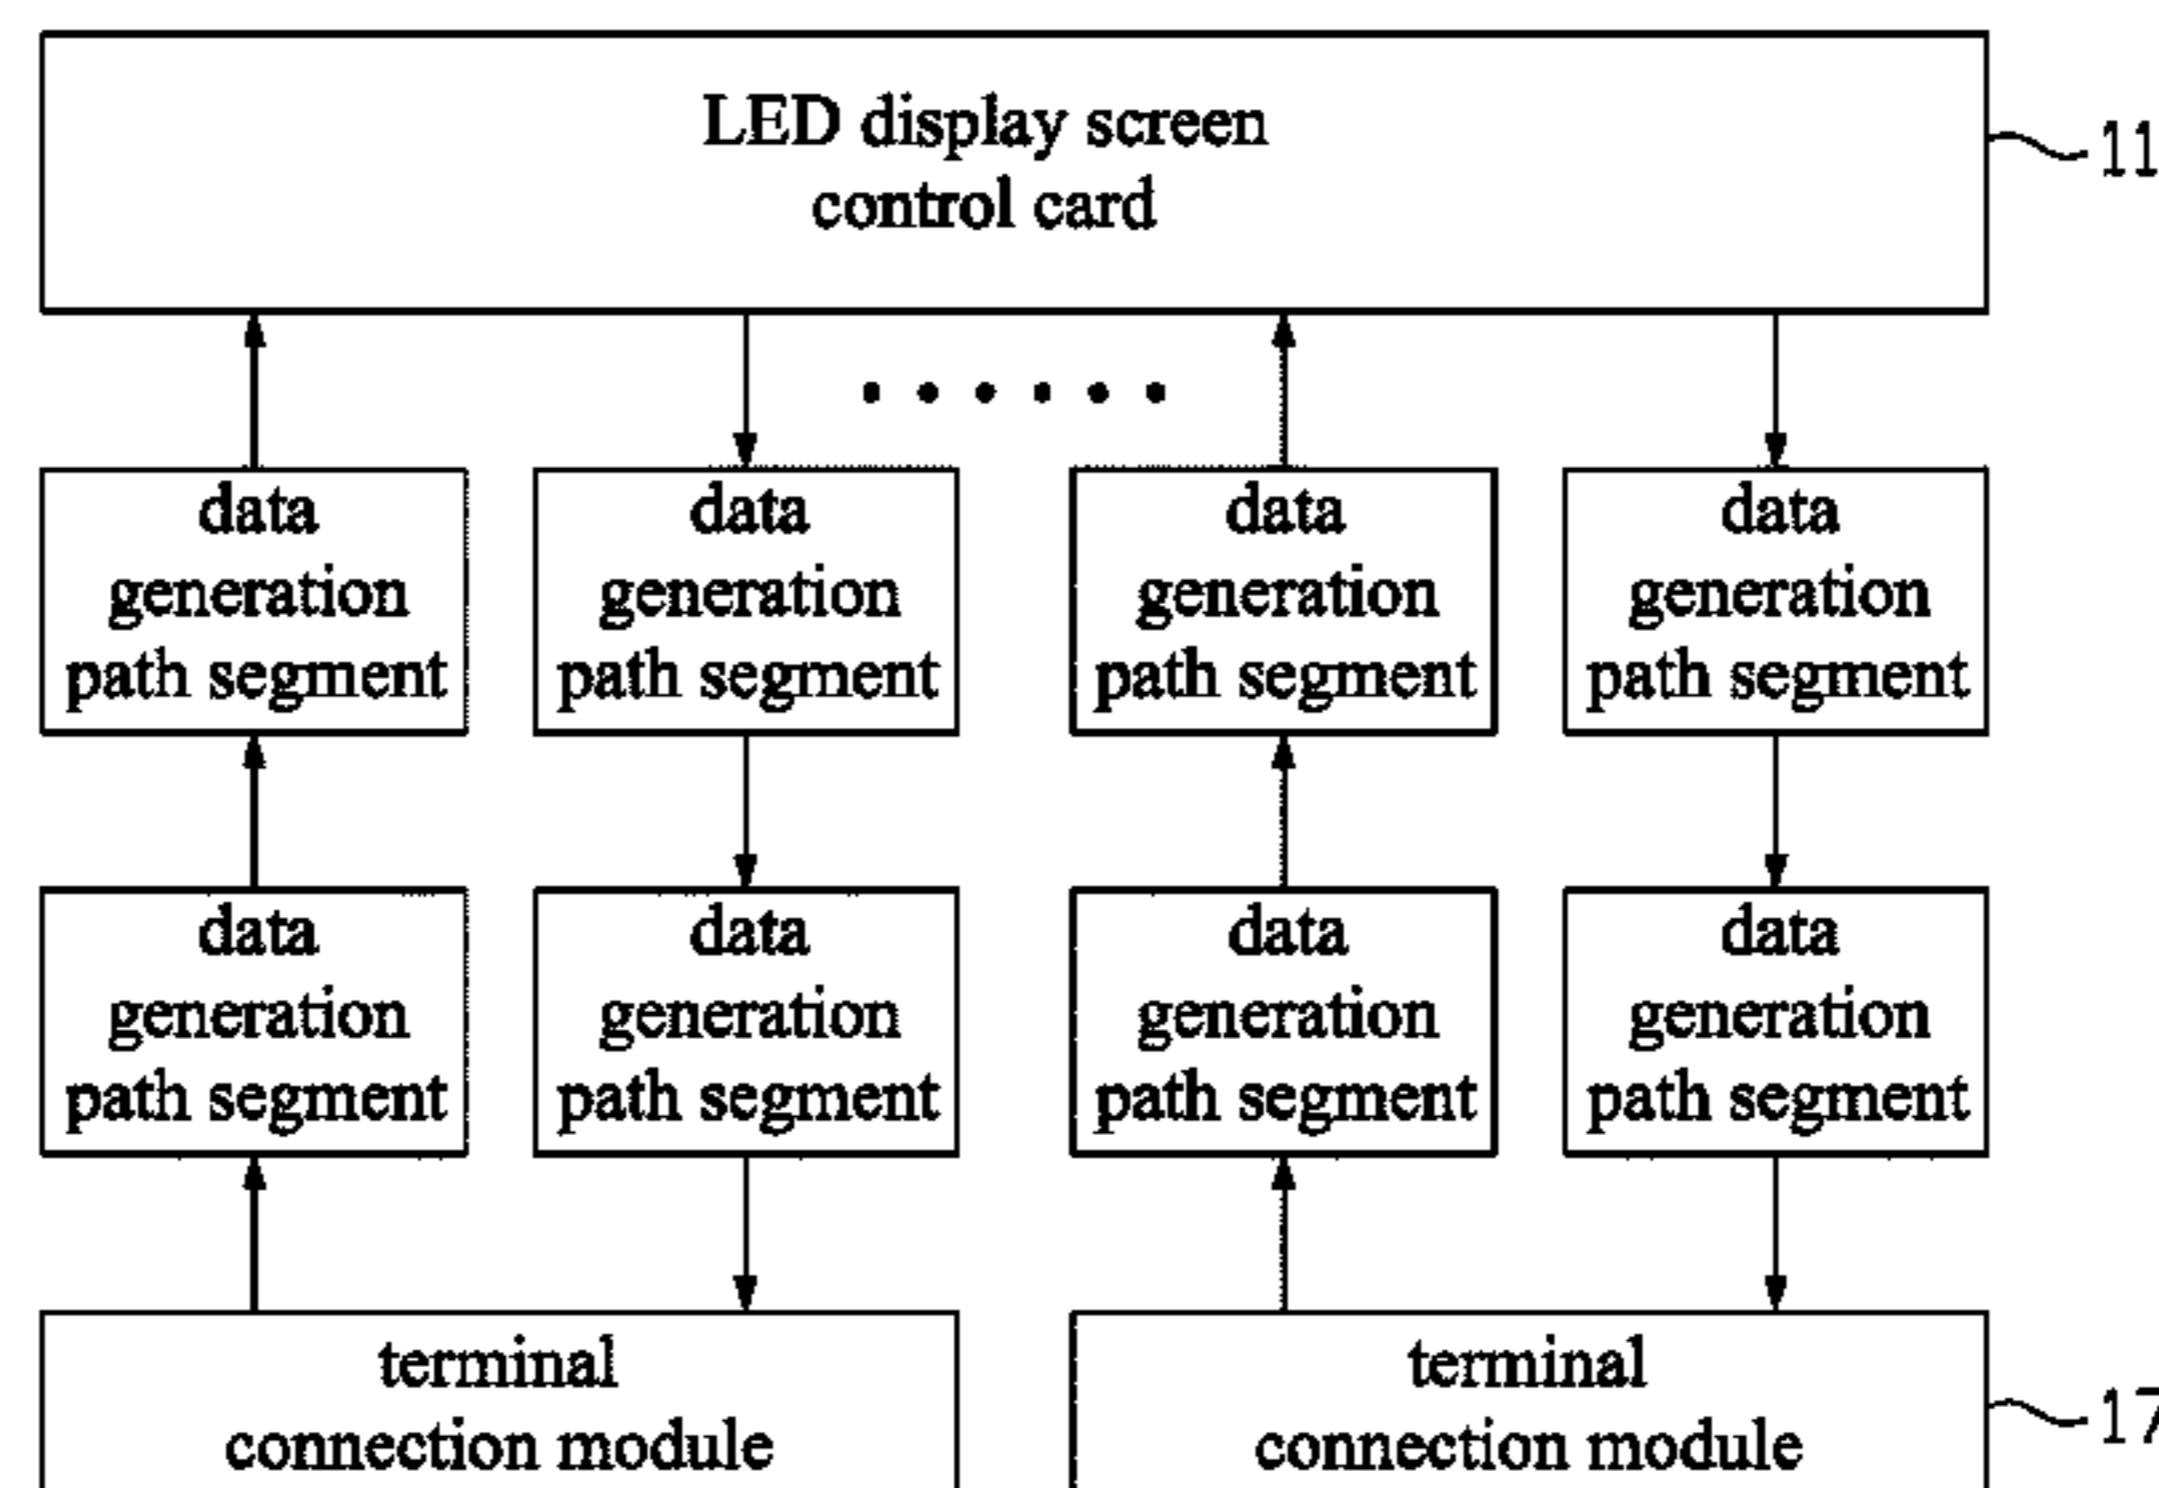 LED display screen
control card
11
data
generation
path segment
data
generation
path segment
data
generation
path segment
data
generation
path segment
data
generation
path segment
data
generation
path segment
data
generation
path segment
data
generation
path segment
terminal
connection module
terminal
connection module
17